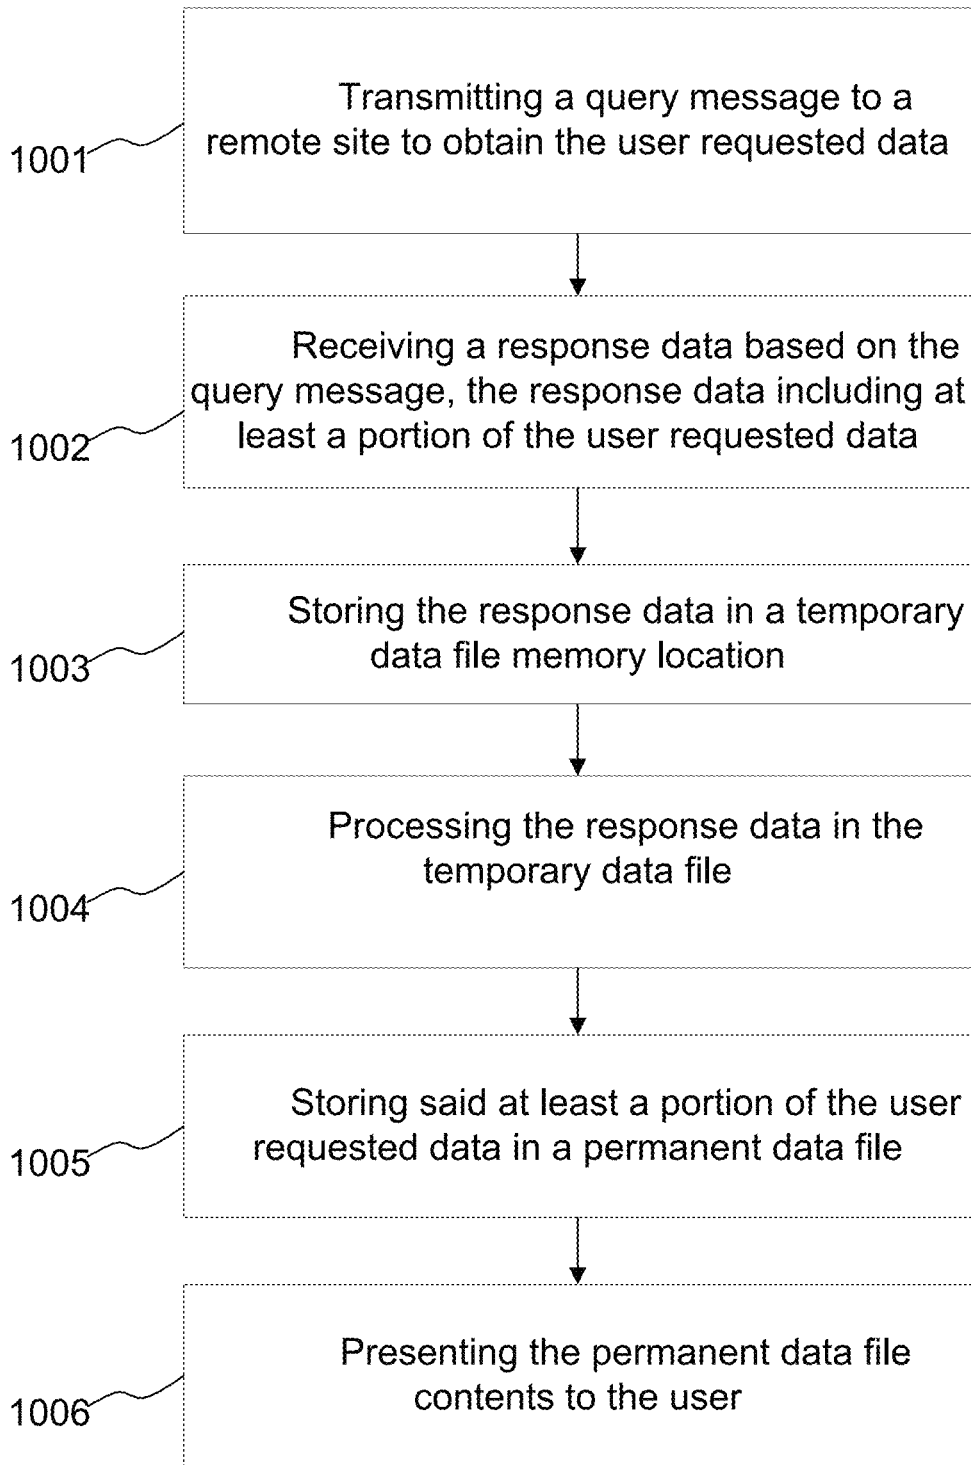 Transmitting a query message to a
remote site to obtain the user requested data
1001
Receiving a response data based on the
query message, the response data including at
least a portion of the user requested data
1002
Storing the response data in a temporary
data file memory location
1003
Processing the response data in the
temporary data file
1004
Storing said at least a portion of the user
requested data in a permanent data file
1005
Presenting the permanent data file
contents to the user
1006